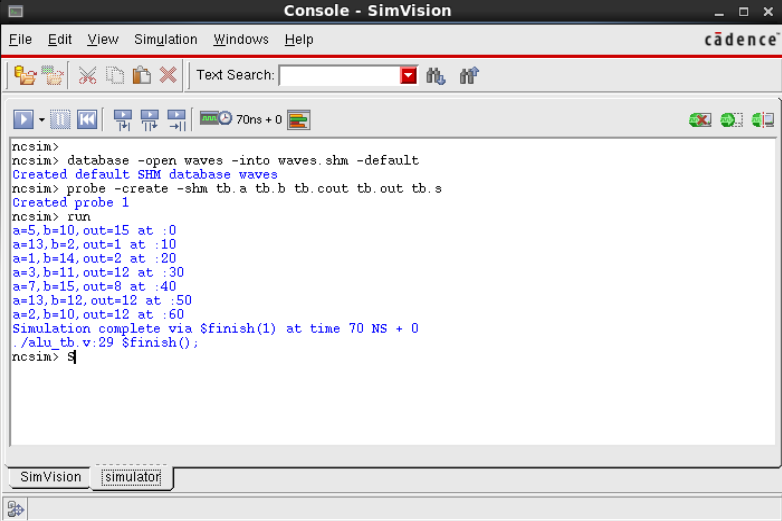 Console - SimVision
File Edit View Simulation Windows Help
cādence™
Text Search:
70ns + 0
ncsim>
ncsim> database -open waves -into waves.shm -default
Created default SHM database waves
ncsim> probe -create -shm tb.a tb.b tb.cout tb.out tb.s
Created probe 1
ncsim> run
a=5,b=10,out=15 at :0
a=13,b=2,out=1 at :10
a=1,b=14,out=2 at :20
a=3,b=11,out=12 at :30
a=7,b=15,out=8 at :40
a=13,b=12,out=12 at :50
a=2,b=10,out=12 at :60
Simulation complete via $finish(1) at time 70 NS + 0
./alu_tb.v:29 $finish();
ncsim> S
SimVision simulator